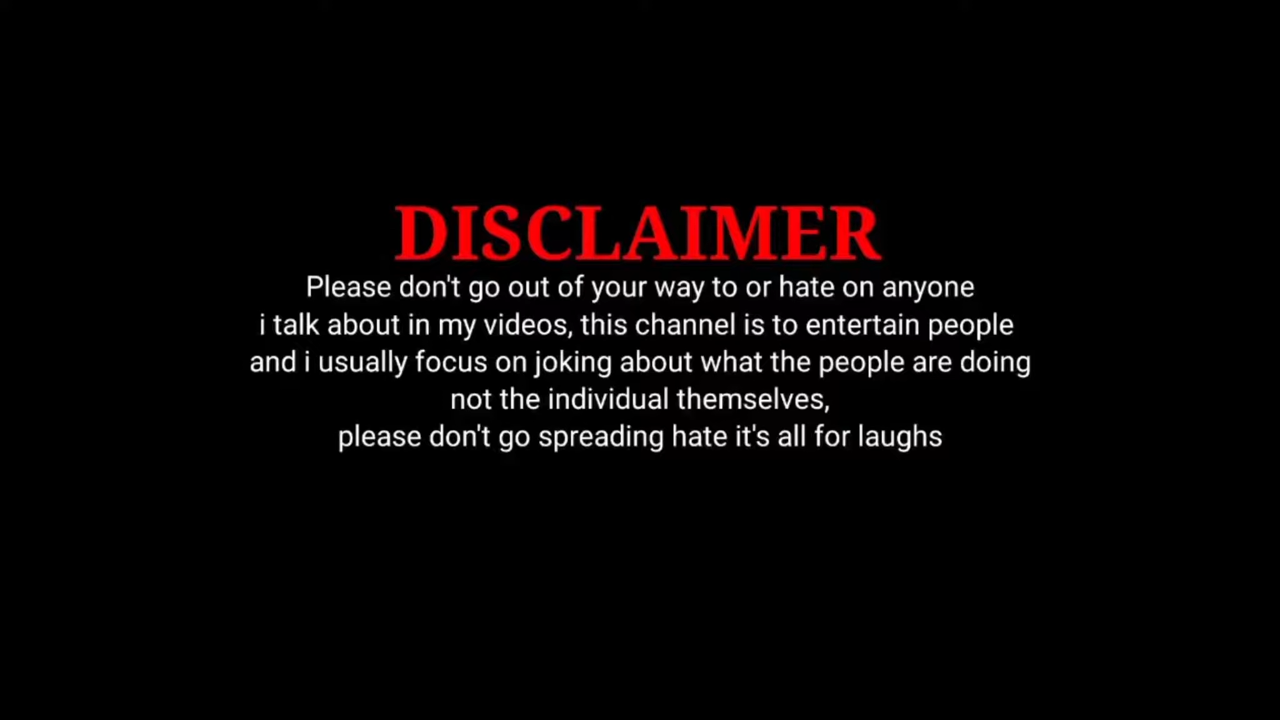 DISCLAIMER
Please don't go out of your way to or hate on anyone
i talk about in my videos, this channel is to entertain people
and i usually focus on joking about what the people are doing
not the individual themselves,
please don't go spreading hate it's all for laughs